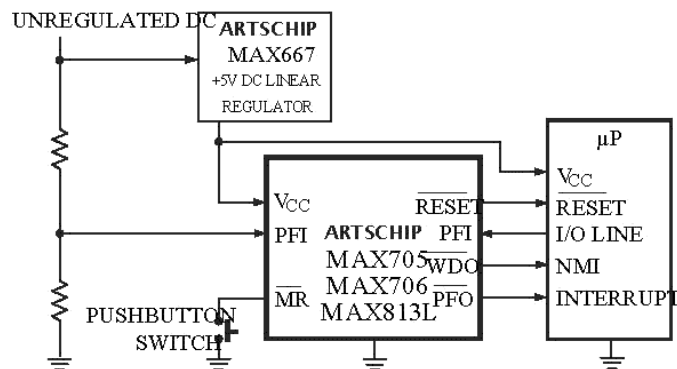 UNREGULATED DC
ARTSCHIP
MAX667
+5V DC LINEAR
REGULATOR
µP
VCC
RESET
I/O LINE
NMI
INTERRUPT
VCC
PFI
MR
RESET
PFI
WDO
PFO
ARTSCHIP
MAX705
MAX706
MAX813L
PUSHBUTTON
SWITCH